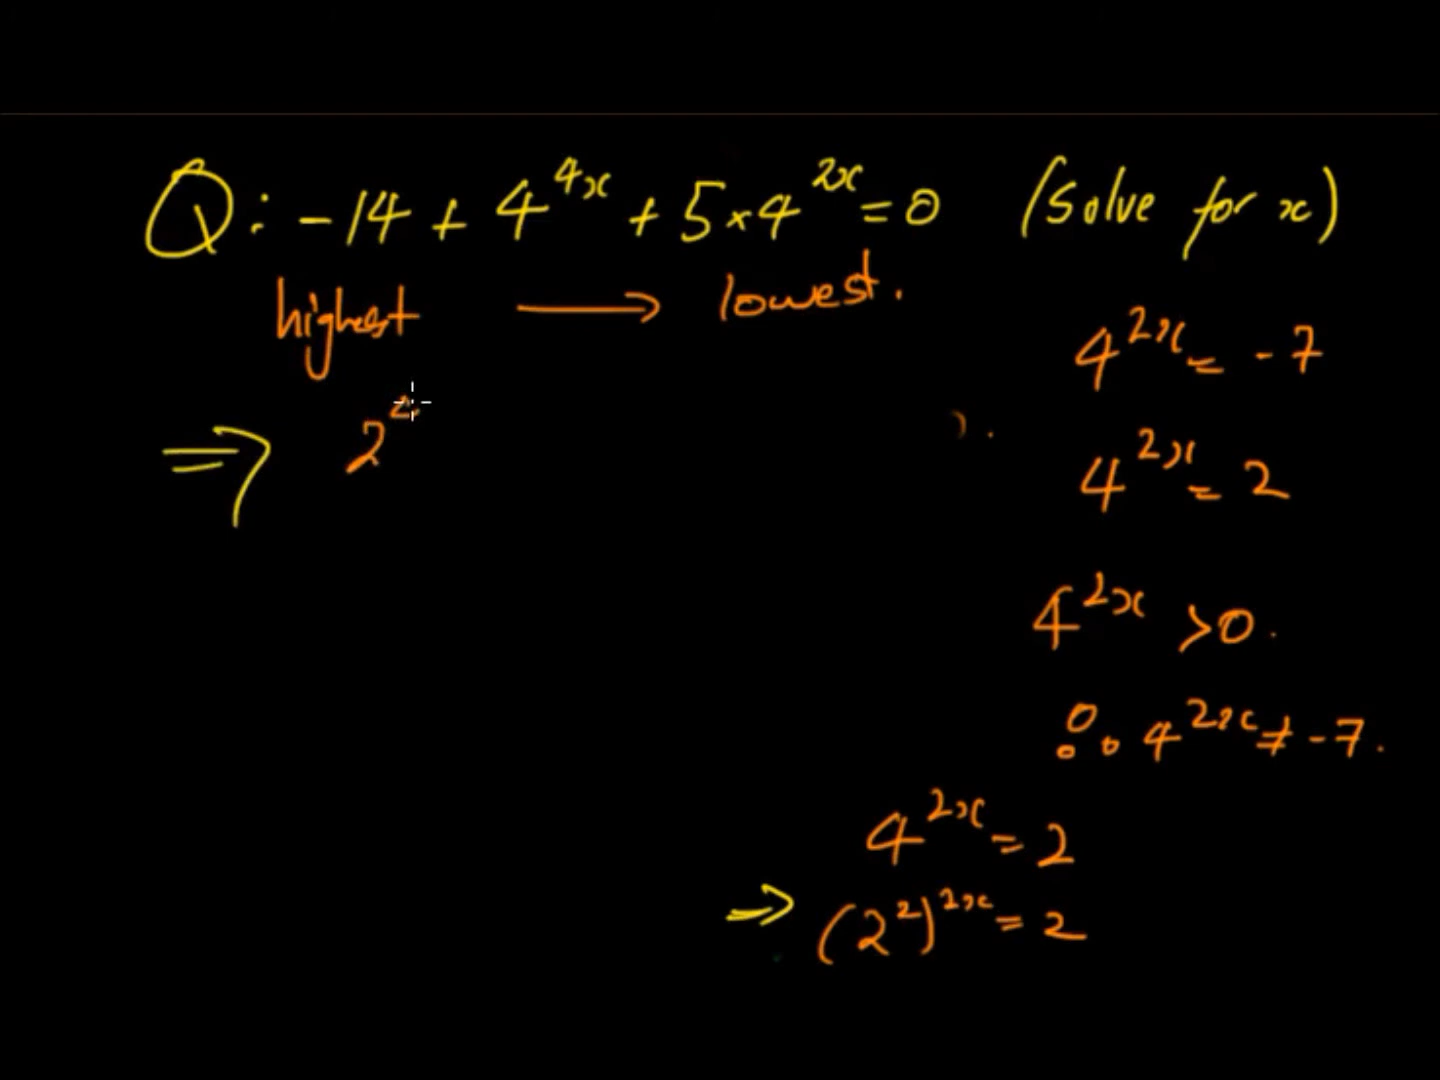 Q: -14 + 4^{4x} + 5 × 4^{2x} = 0 (Solve for x)
highest → lowest.
4^{2x} = -7
⇒ 2^4
4^{2x} = 2
4^{2x} > 0.
∴ 4^{2x} ≠ -7.
4^{2x} = 2
⇒ (2^2)^{2x} = 2